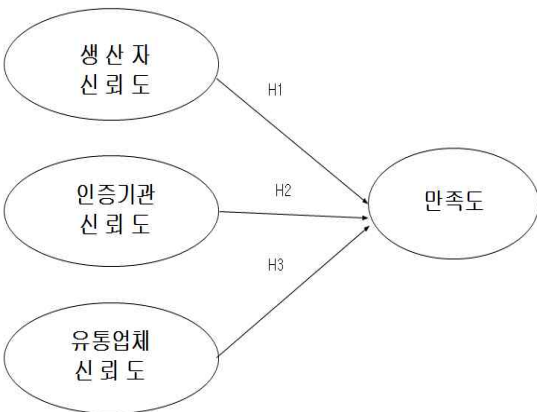 생 산 자
신 뢰 도
H1
인증기관
신 뢰 도
H2
만족도
H3
유통업체
신 뢰 도